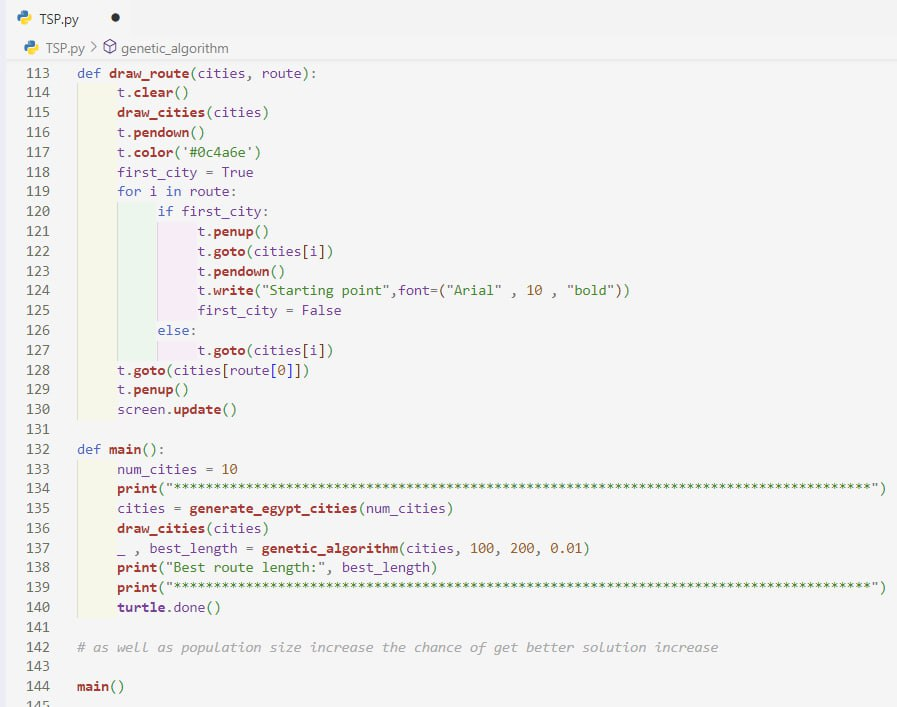 TSP.py ●
TSP.py > genetic_algorithm
113 def draw_route(cities, route):
114     t.clear()
115     draw_cities(cities)
116     t.pendown()
117     t.color('#0c4a6e')
118     first_city = True
119     for i in route:
120         if first_city:
121             t.penup()
122             t.goto(cities[i])
123             t.pendown()
124             t.write("Starting point",font=("Arial" , 10 , "bold"))
125             first_city = False
126         else:
127             t.goto(cities[i])
128     t.goto(cities[route[0]])
129     t.penup()
130     screen.update()
131
132 def main():
133     num_cities = 10
134     print("***************************************************************************************")
135     cities = generate_egypt_cities(num_cities)
136     draw_cities(cities)
137     _ , best_length = genetic_algorithm(cities, 100, 200, 0.01)
138     print("Best route length:", best_length)
139     print("***************************************************************************************")
140     turtle.done()
141
142 # as well as population size increase the chance of get better solution increase
143
144 main()
145